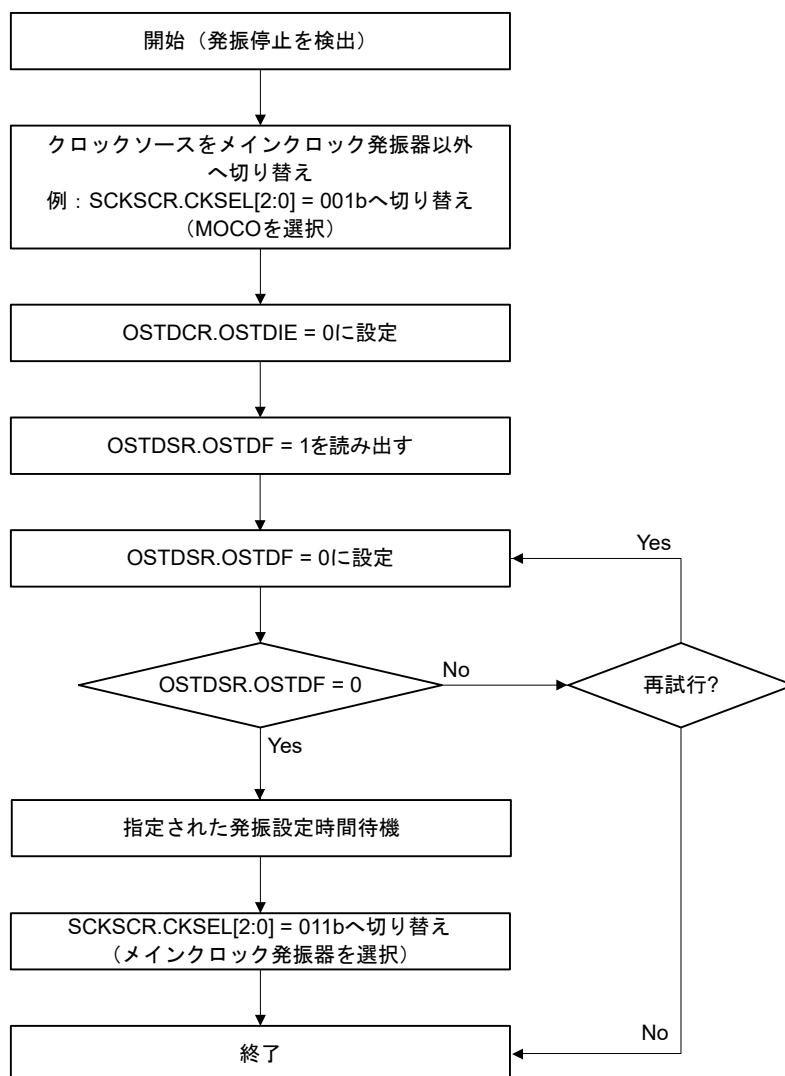 開始（発振停止を検出）
クロックソースをメインクロック発振器以外
へ切り替え
例：SCKSCR.CKSEL[2:0] = 001bへ切り替え
（MOCOを選択）
OSTDCR.OSTDIE = 0に設定
OSTDSR.OSTDF = 1を読み出す
OSTDSR.OSTDF = 0に設定
Yes
OSTDSR.OSTDF = 0
No
再試行?
Yes
指定された発振設定時間待機
SCKSCR.CKSEL[2:0] = 011bへ切り替え
（メインクロック発振器を選択）
No
終了